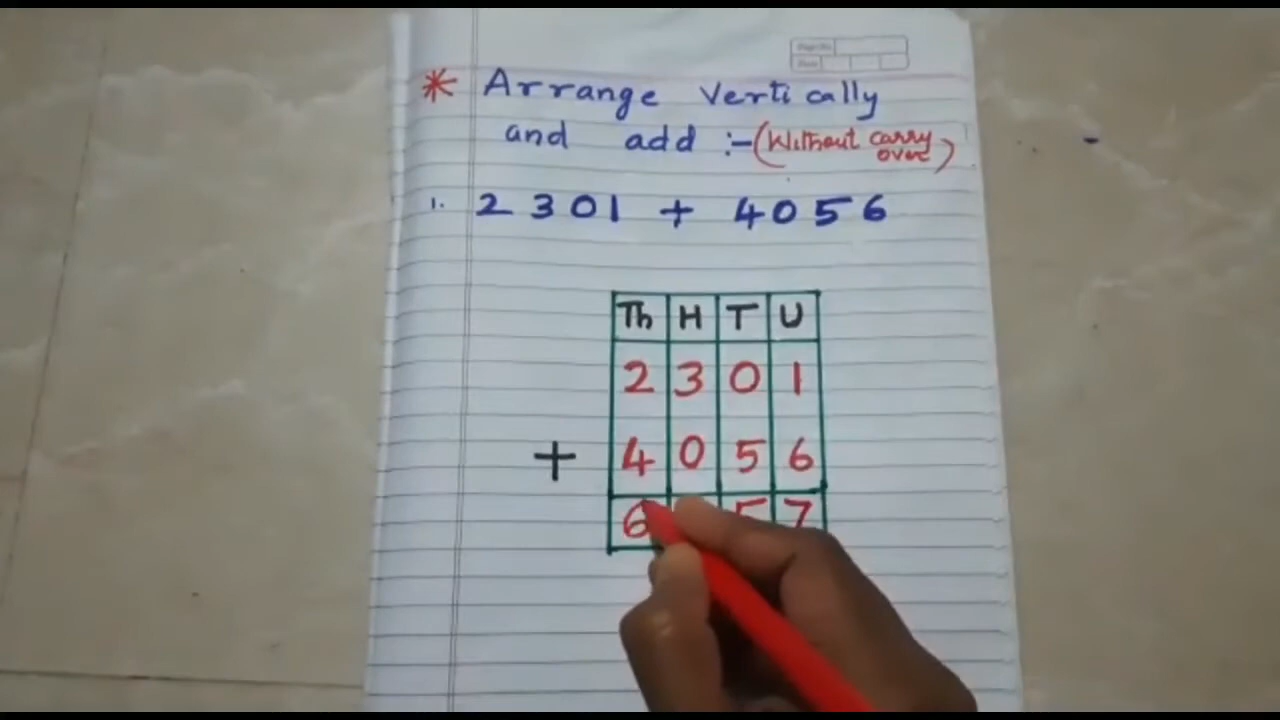 * Arrange Vertically
and add :- (Without carry over)
1. 2301 + 4056
Th H T U
2 3 0 1
+ 4 0 5 6
6 5 7